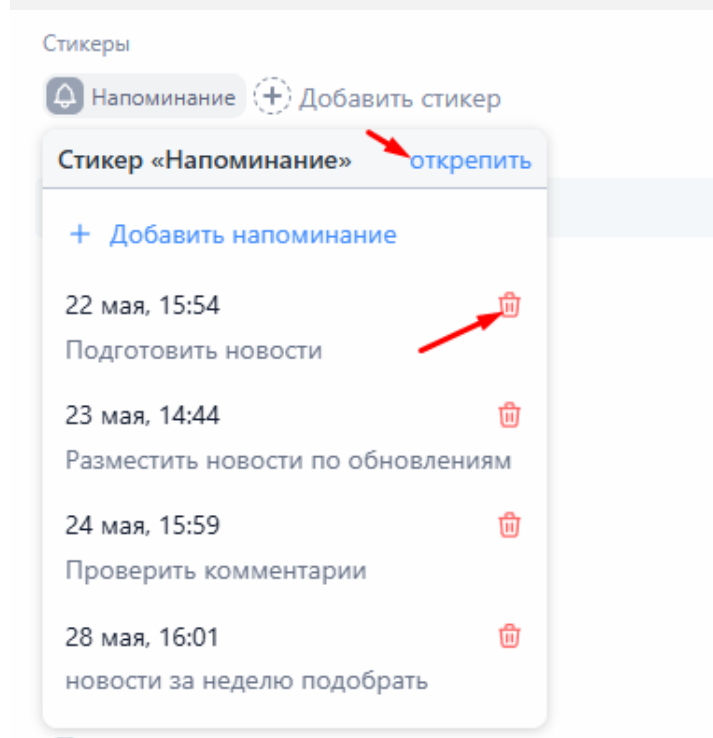 Стикеры
Напоминание + Добавить стикер
Стикер «Напоминание» открепить
+ Добавить напоминание
22 мая, 15:54
Подготовить новости
23 мая, 14:44
Разместить новости по обновлениям
24 мая, 15:59
Проверить комментарии
28 мая, 16:01
новости за неделю подобрать